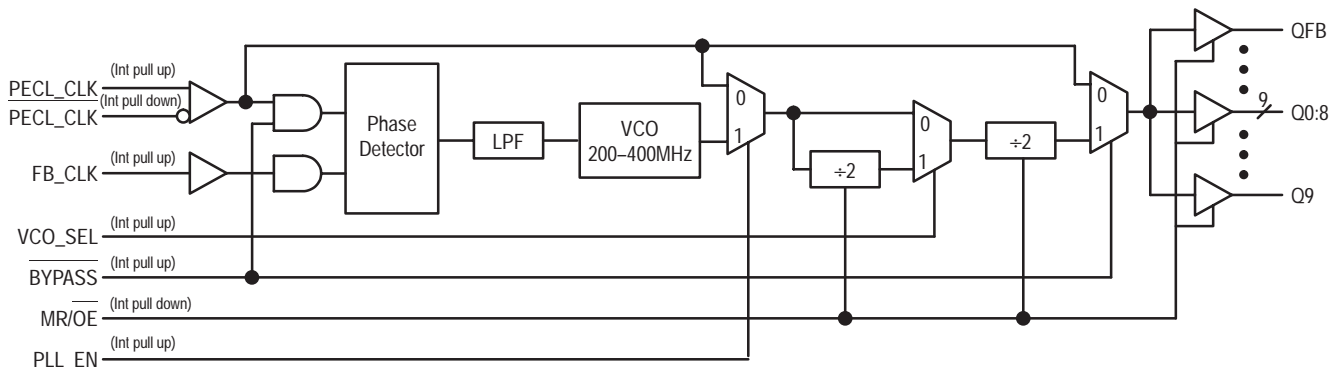 QFB
(Int pull up)
PECL_CLK
(Int pull down)
PECL_CLK
0
1
0
1
0
1
9
Q0:8
Phase
Detector
LPF
VCO
200–400MHz
÷2
÷2
(Int pull up)
FB_CLK
Q9
(Int pull up)
VCO_SEL
(Int pull up)
BYPASS
(Int pull down)
MR/OE
(Int pull up)
PLL_EN